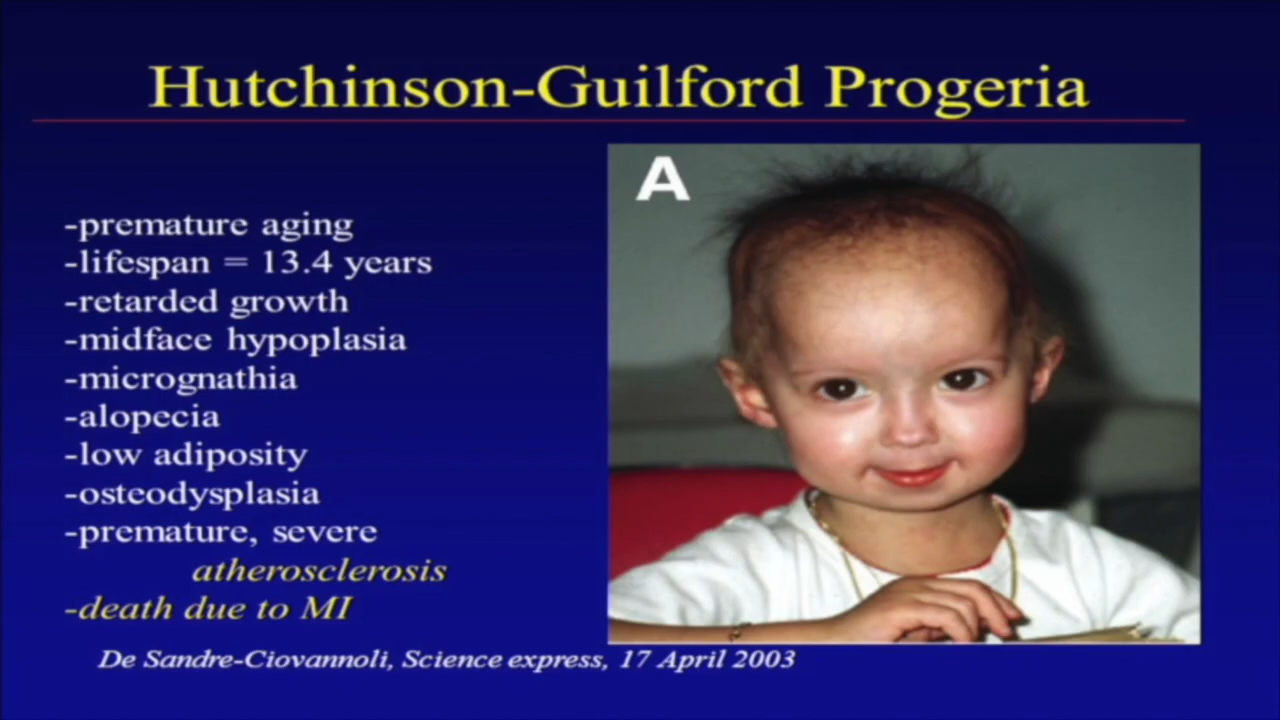 Hutchinson-Guilford Progeria
A
-premature aging
-lifespan = 13.4 years
-retarded growth
-midface hypoplasia
-micrognathia
-alopecia
-low adiposity
-osteodysplasia
-premature, severe
atherosclerosis
-death due to MI
De Sandre-Ciovannoli, Science express, 17 April 2003